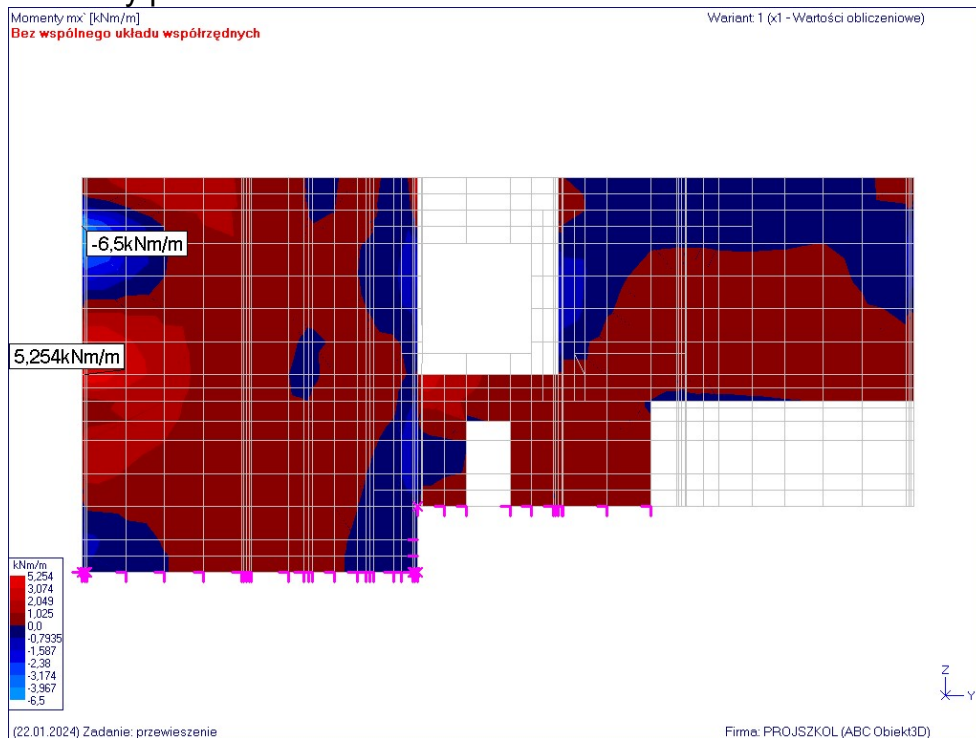 Momenty mx` [kNm/m]
Wariant: 1 (x1 - Wartości obliczeniowe)
Bez wspólnego układu współrzędnych
-6,5kNm/m
5,254kNm/m
kNm/m
5,254
3,074
2,049
1,025
0,0
-0,7935
-1,587
-2,38
-3,174
-3,967
-6,5
Z
Y
(22.01.2024) Zadanie: przewieszenie
Firma: PROJSZKOL (ABC Obiekt3D)